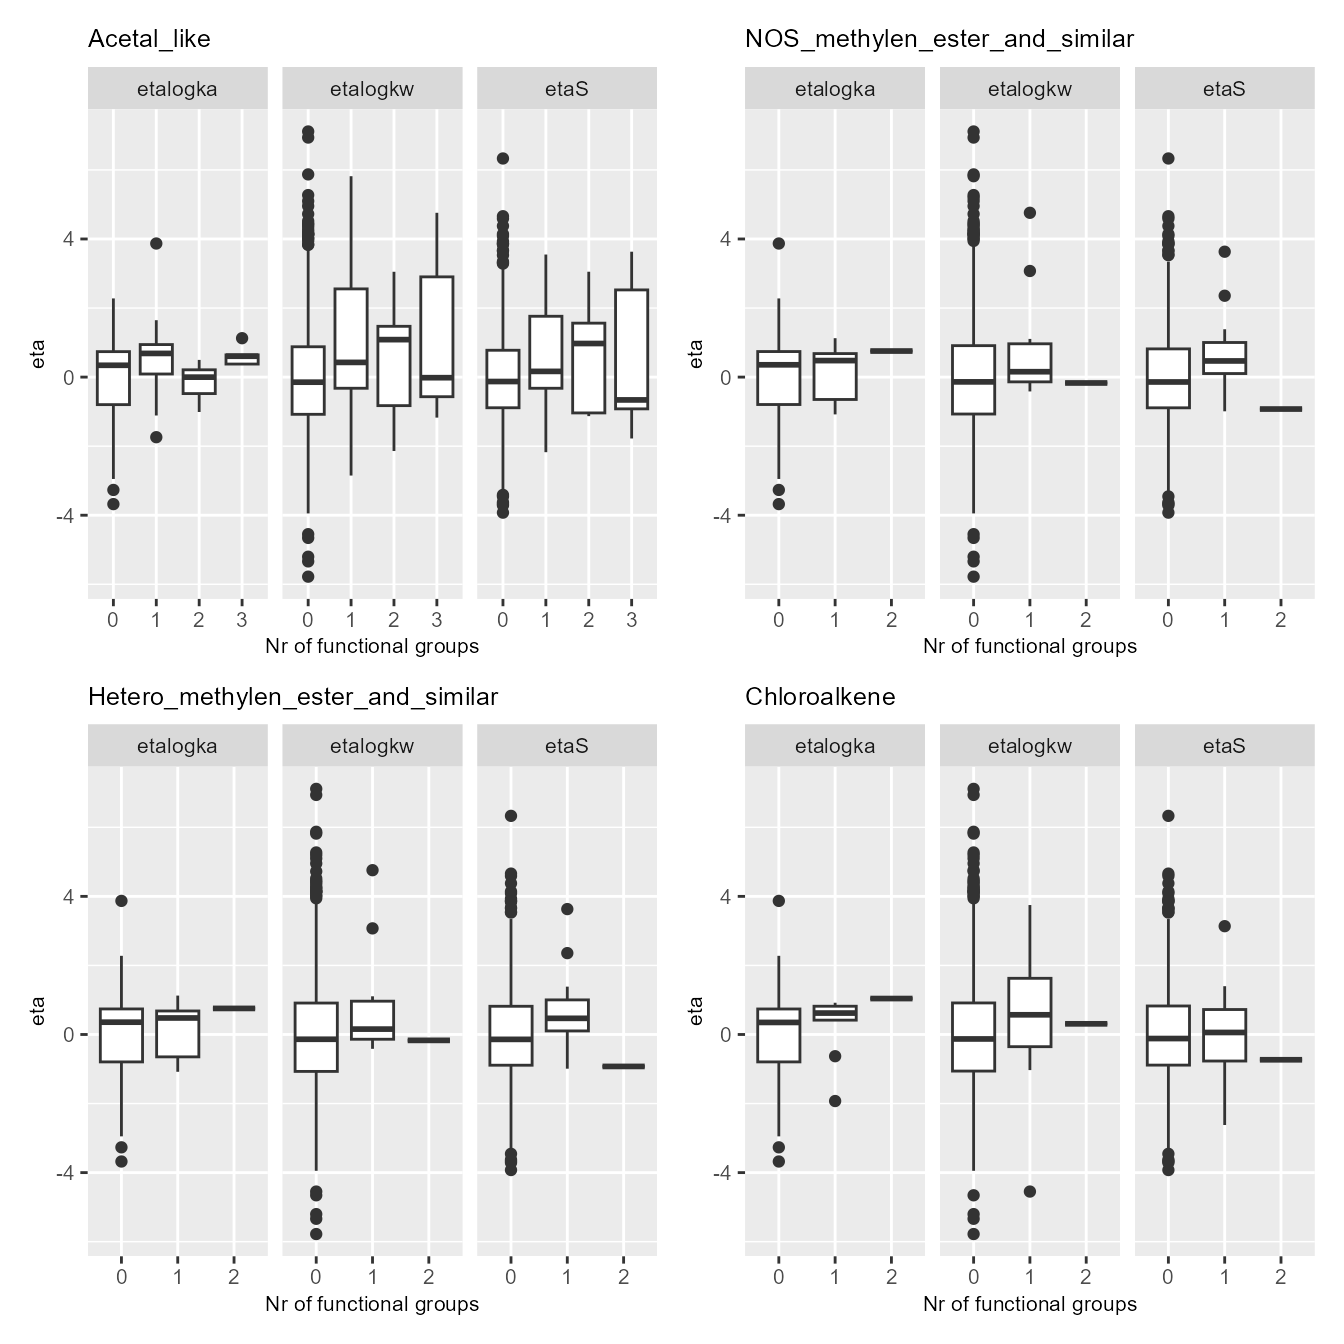 Acetal_like
etalogka etalogkw etaS
eta
4
0
-4
0 1 2 3 0 1 2 3 0 1 2 3
Nr of functional groups
NOS_methylen_ester_and_similar
etalogka etalogkw etaS
eta
4
0
-4
0 1 2 0 1 2 0 1 2
Nr of functional groups
Hetero_methylen_ester_and_similar
etalogka etalogkw etaS
eta
4
0
-4
0 1 2 0 1 2 0 1 2
Nr of functional groups
Chloroalkene
etalogka etalogkw etaS
eta
4
0
-4
0 1 2 0 1 2 0 1 2
Nr of functional groups